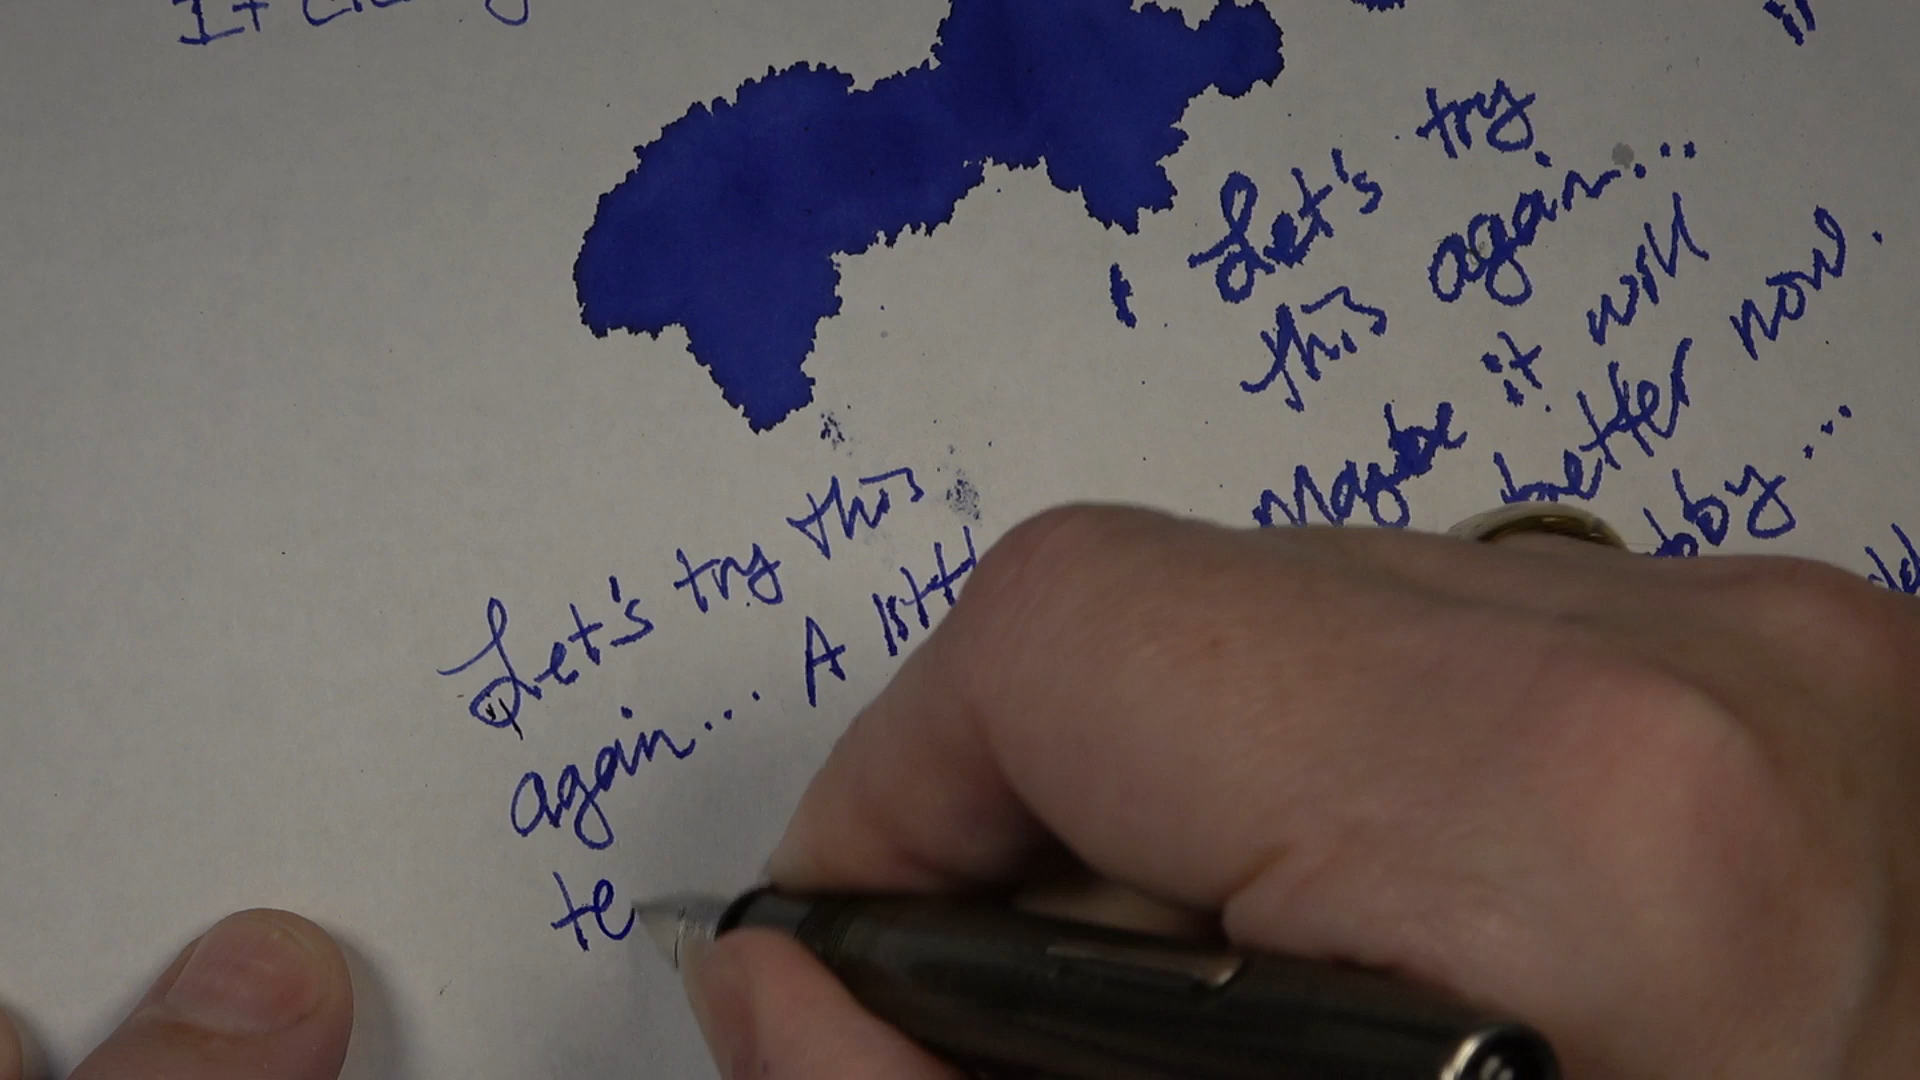 Let's try
this again...
Maybe it will
better now.
Let's try this
again... A
te